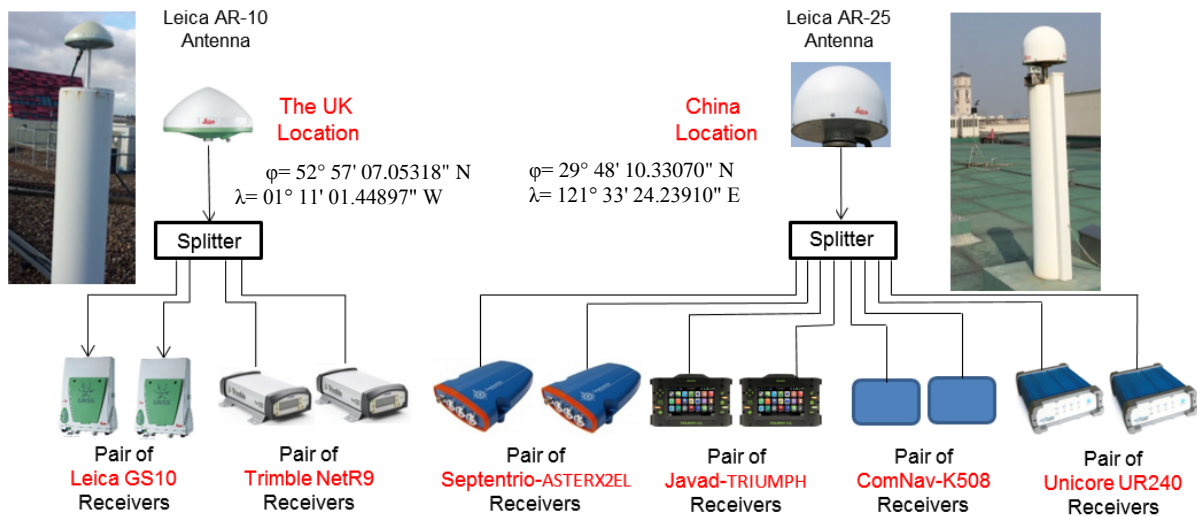 Leica AR-10
Antenna
Leica AR-25
Antenna
The UK
Location
China
Location
φ= 52° 57' 07.05318" N
λ= 01° 11' 01.44897" W
φ= 29° 48' 10.33070" N
λ= 121° 33' 24.23910" E
Splitter
Splitter
Pair of
Leica GS10
Receivers
Pair of
Trimble NetR9
Receivers
Pair of
Septentrio-ASTERX2EL
Receivers
Pair of
Javad-TRIUMPH
Receivers
Pair of
ComNav-K508
Receivers
Pair of
Unicore UR240
Receivers